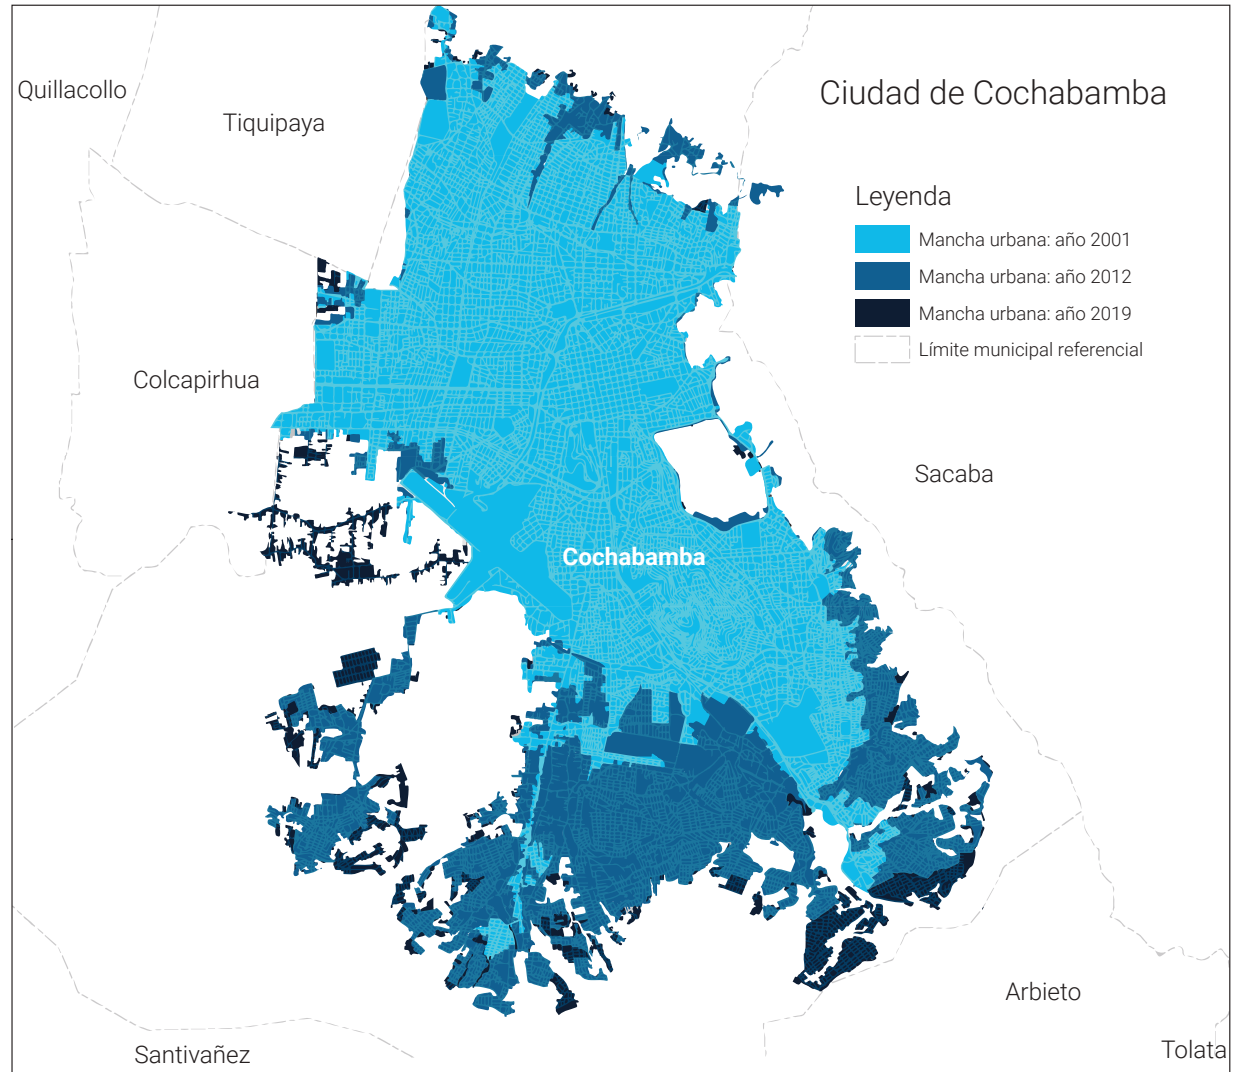 Ciudad de Cochabamba
Quillacollo
Tiquipaya
Leyenda
Mancha urbana: año 2001
Mancha urbana: año 2012
Mancha urbana: año 2019
Límite municipal referencial
Colcapirhua
Sacaba
Cochabamba
Arbieto
Santivañez
Tolata